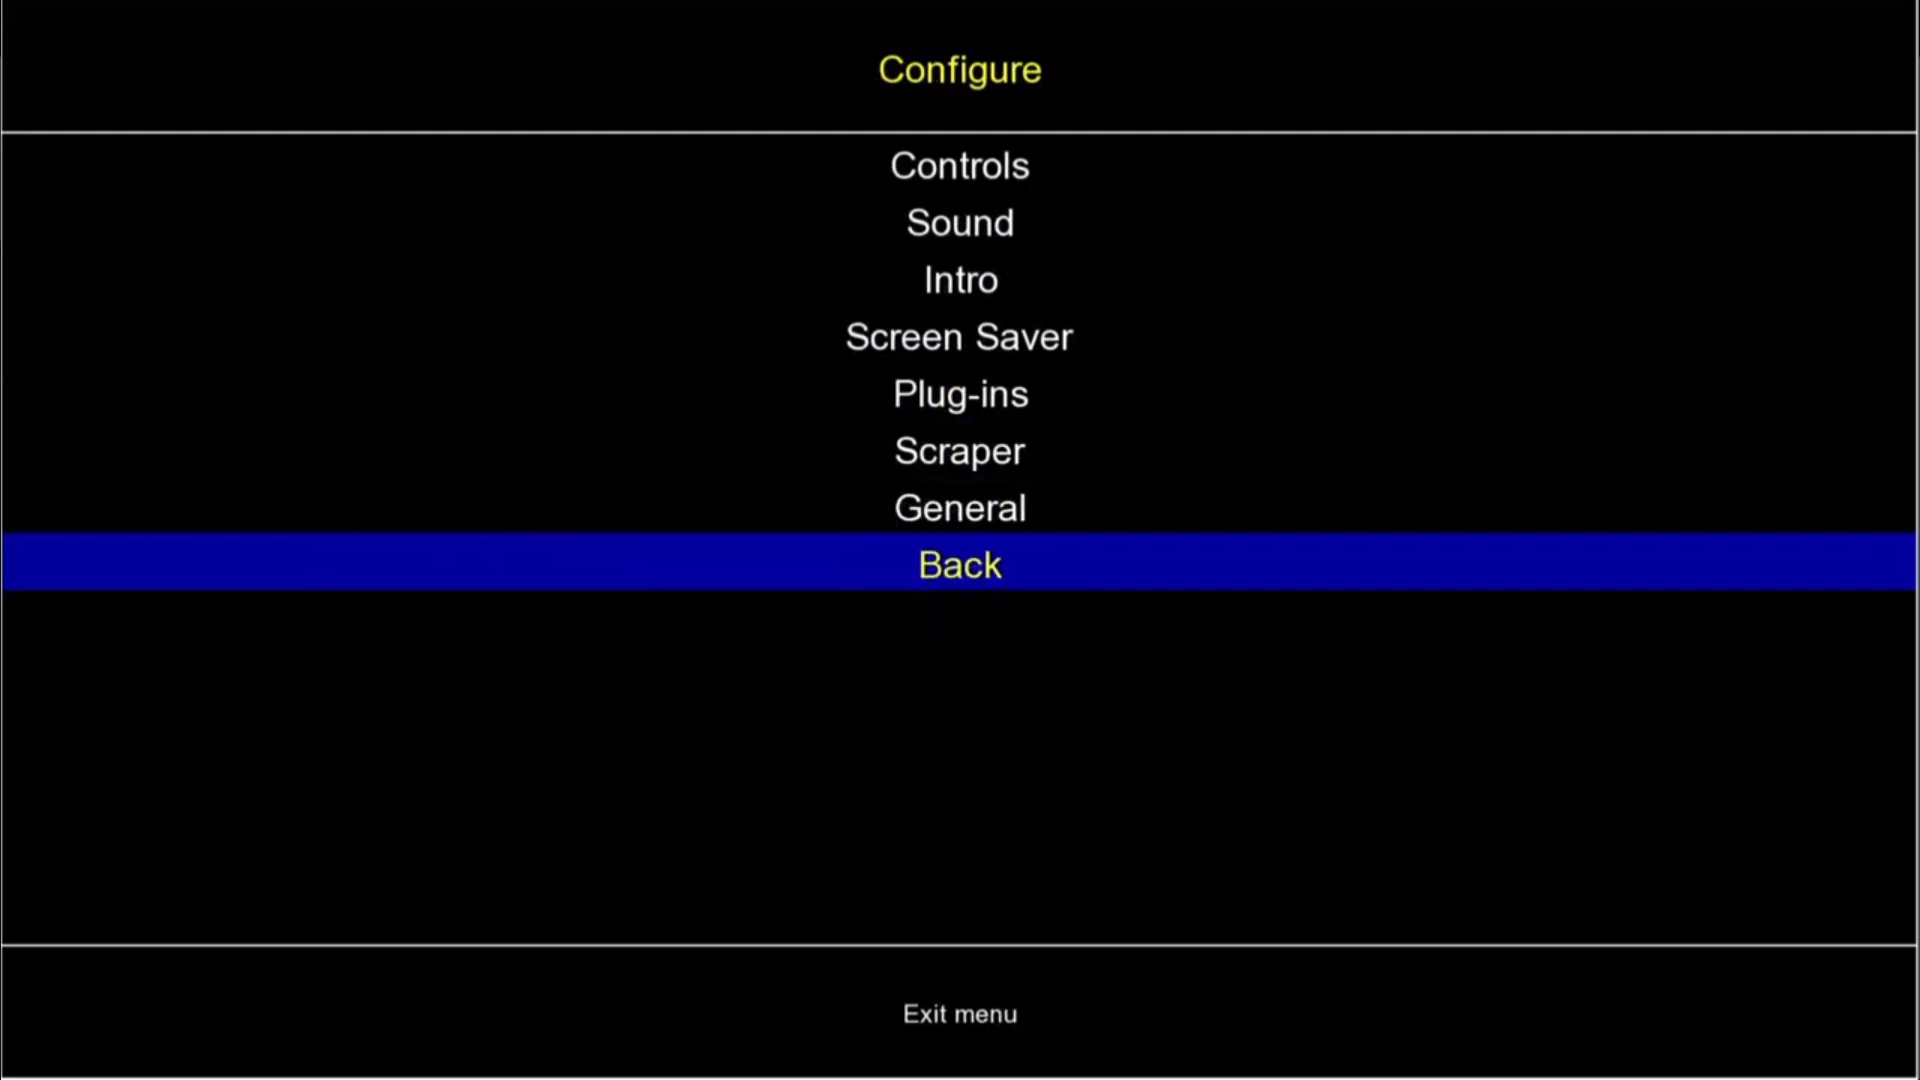 Configure
Controls
Sound
Intro
Screen Saver
Plug-ins
Scraper
General
Back
Exit menu